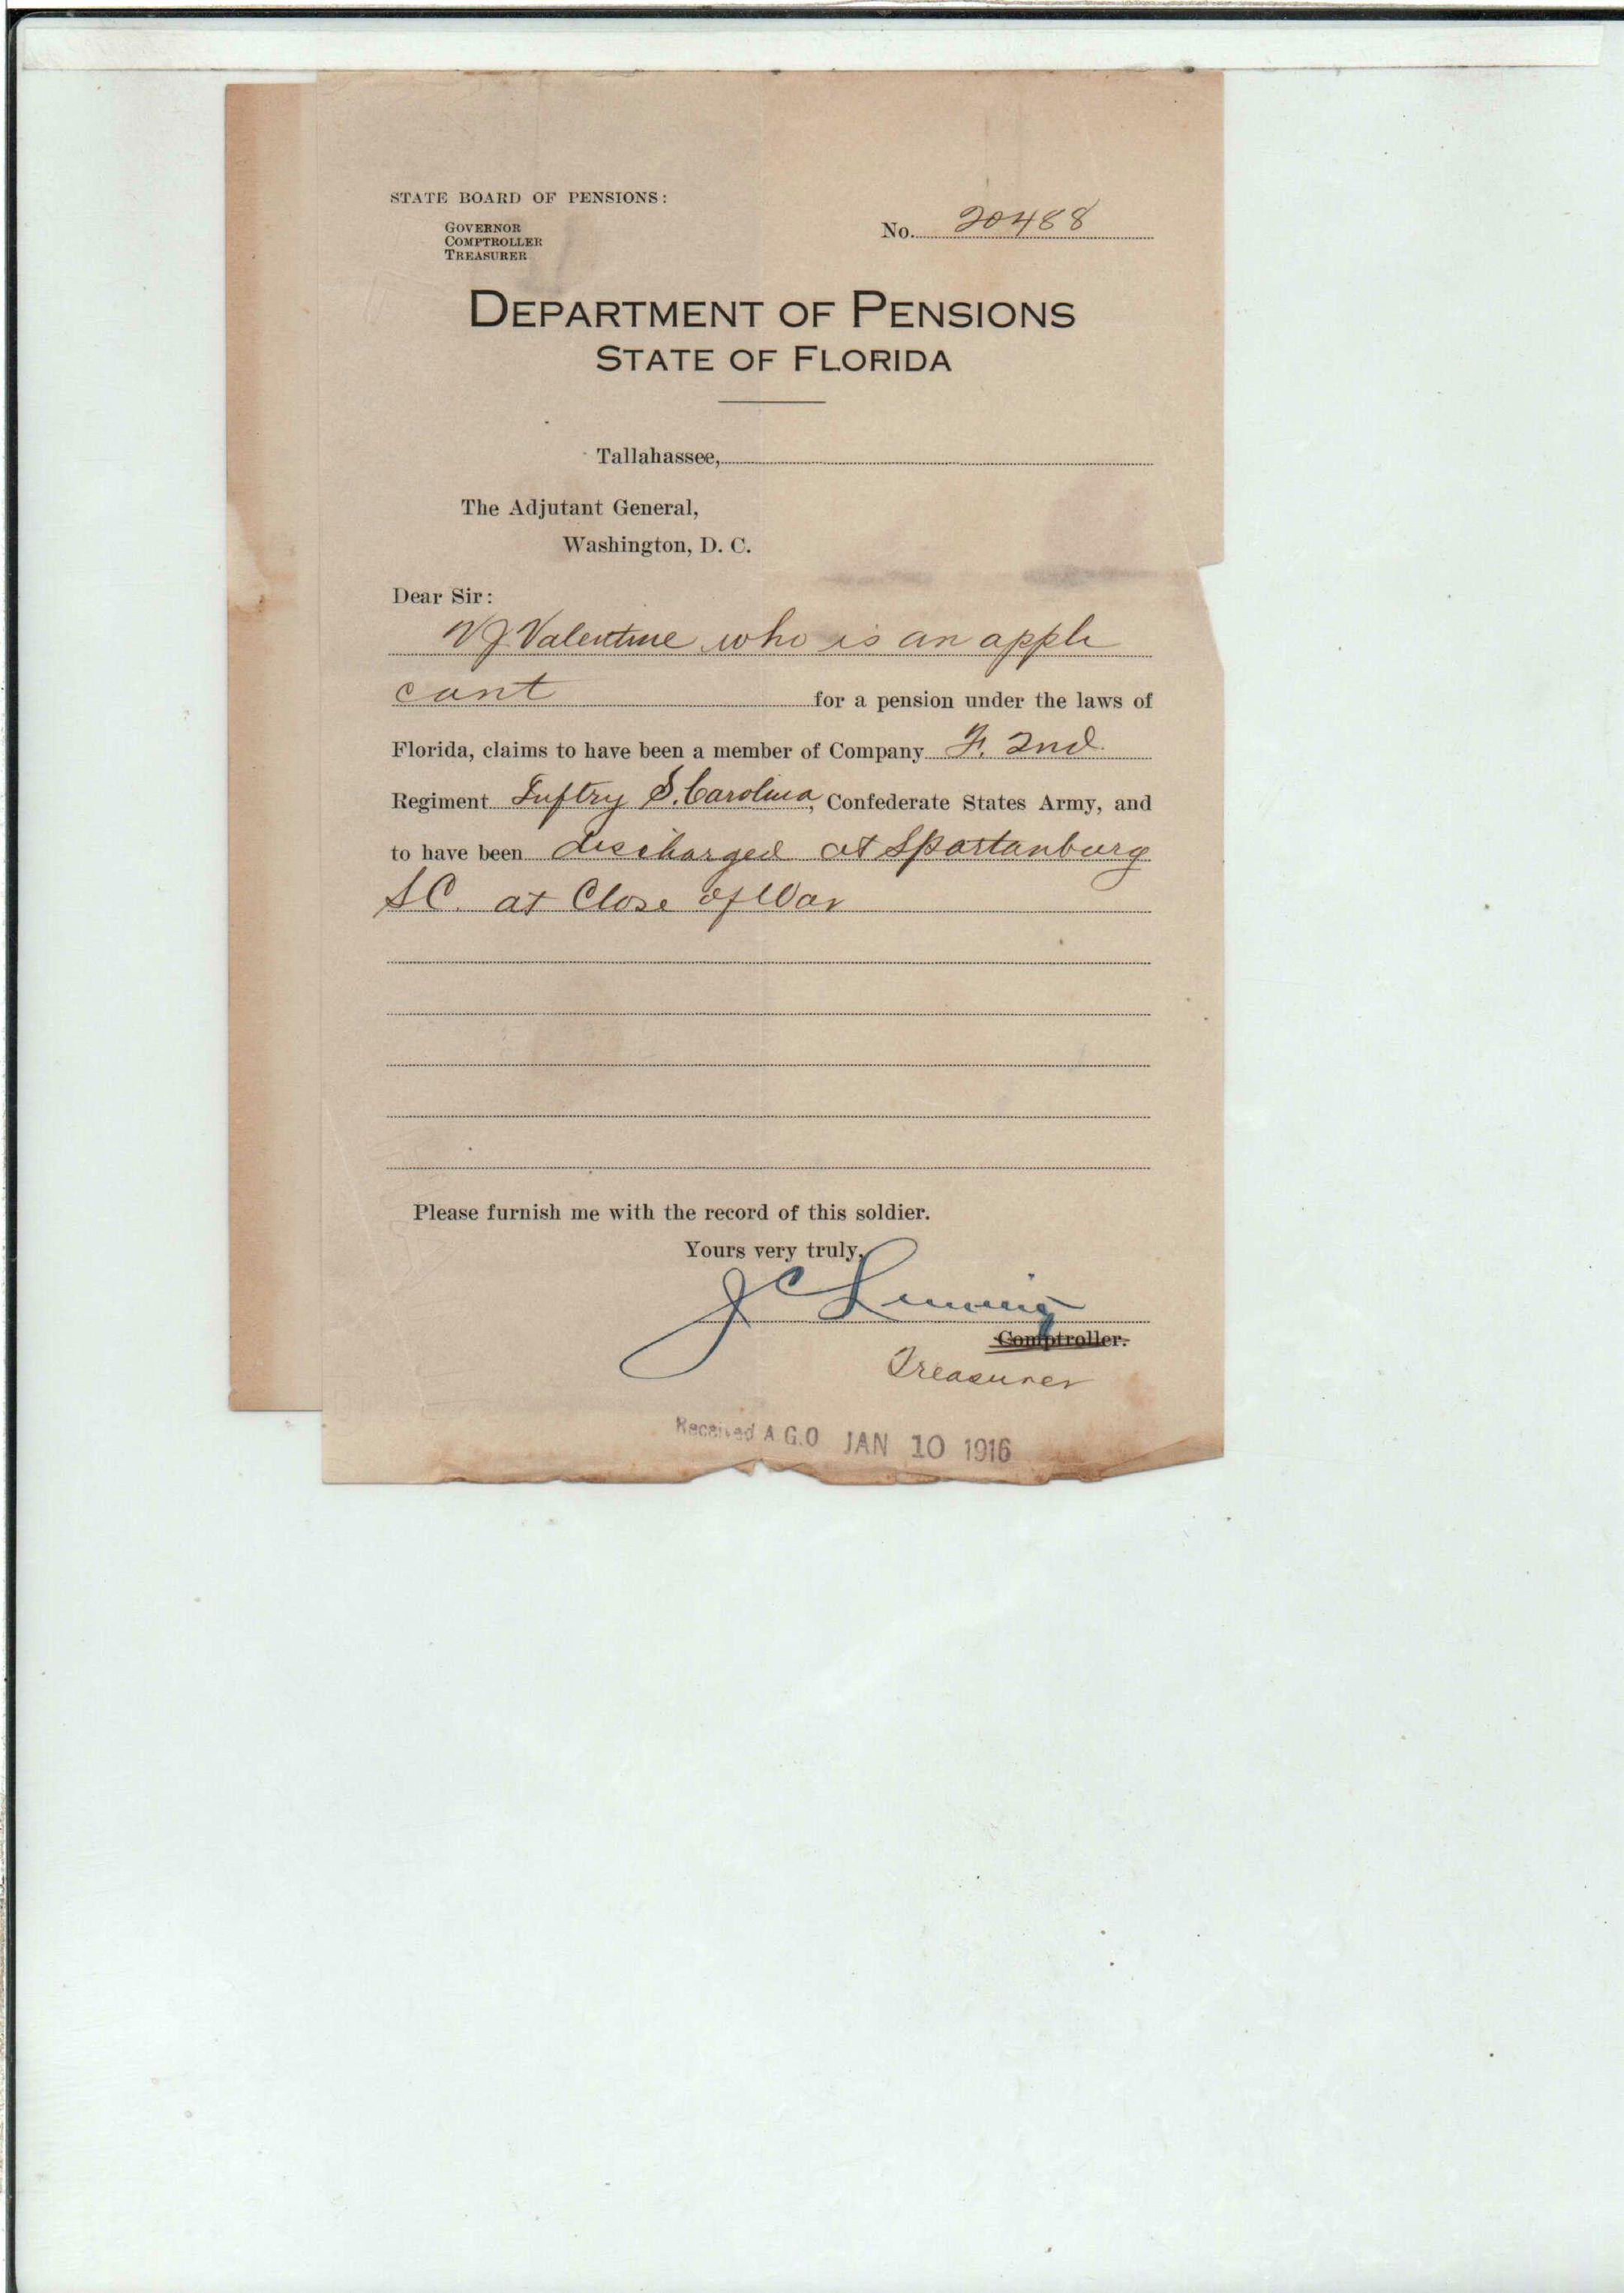 STATE BOARD OF PENSIONS:
GOVERNOR
COMPTROLLER
TREASURER
No. 20488
DEPARTMENT OF PENSIONS
STATE OF FLORIDA
Tallahassee,
The Adjutant General,
Washington, D. C.
Dear Sir:
Valentine who is an appli
cant for a pension under the laws of
Florida, claims to have been a member of Company F. 2nd
Regiment Inftry S. Carolina, Confederate States Army, and
to have been discharged at Spartanburg
SC. at Close of War
Please furnish me with the record of this soldier.
Yours very truly,
J C Luning
Comptroller.
Treasurer
Received A.G.O JAN 10 1916